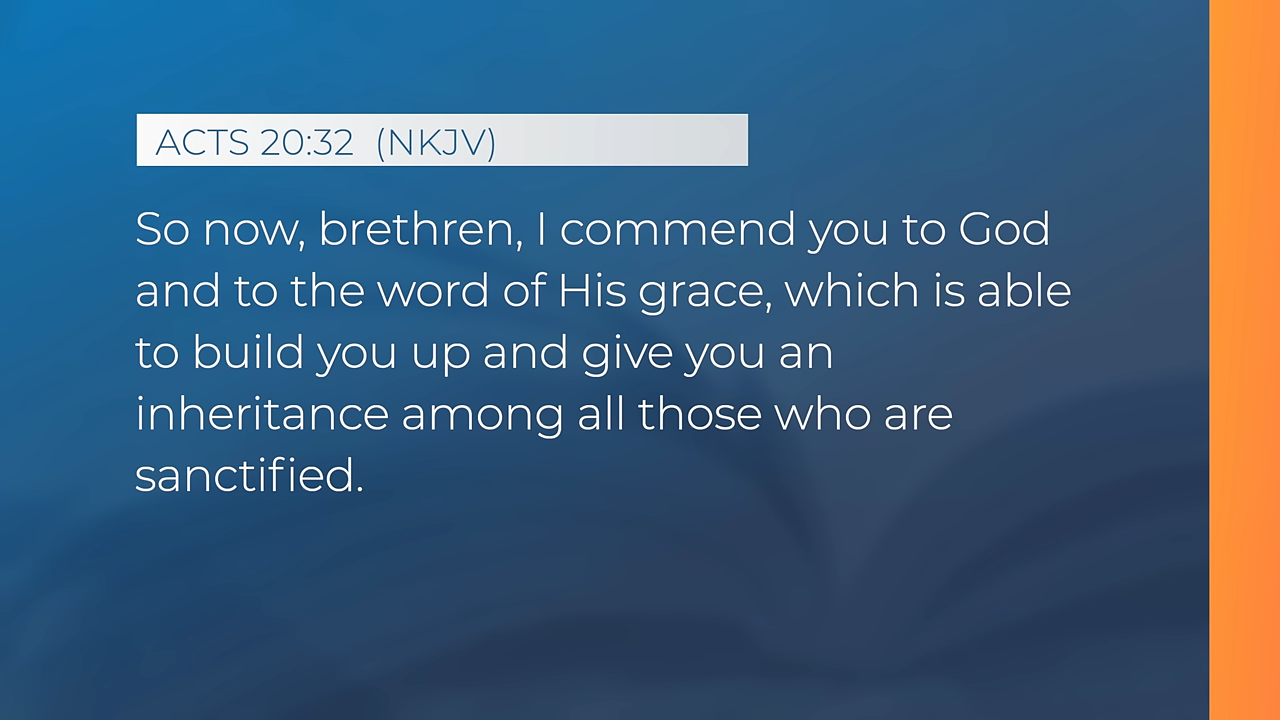 ACTS 20:32 (NKJV)
So now, brethren, I commend you to God
and to the word of His grace, which is able
to build you up and give you an
inheritance among all those who are
sanctified.